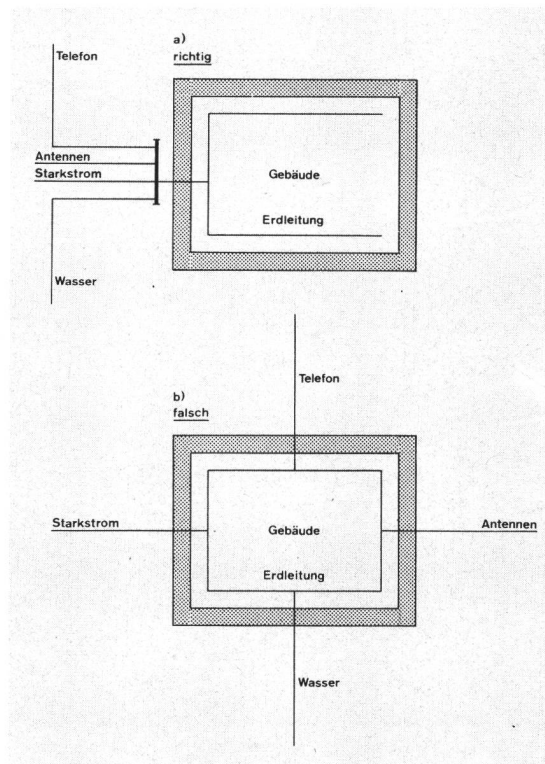 a)
richtig
Telefon
Antennen
Starkstrom
Gebäude
Erdleitung
Wasser
Telefon
b)
falsch
Starkstrom
Gebäude
Antennen
Erdleitung
Wasser